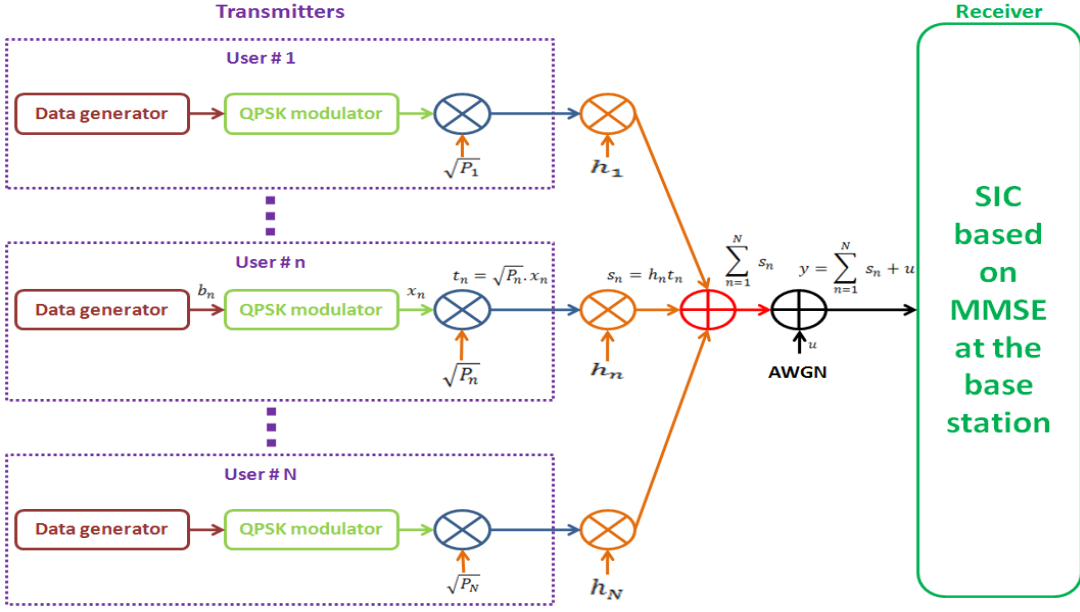 Transmitters
Receiver
User # 1
Data generator
QPSK modulator
√P₁
h₁
User # n
Data generator
bₙ
QPSK modulator
xₙ
tₙ = √Pₙ.xₙ
√Pₙ
sₙ = hₙtₙ
hₙ
∑ₙ₌₁ᴺ sₙ
y = ∑ₙ₌₁ᴺ sₙ + u
u
AWGN
User # N
Data generator
QPSK modulator
√P_N
h_N
SIC
based
on
MMSE
at the
base
station